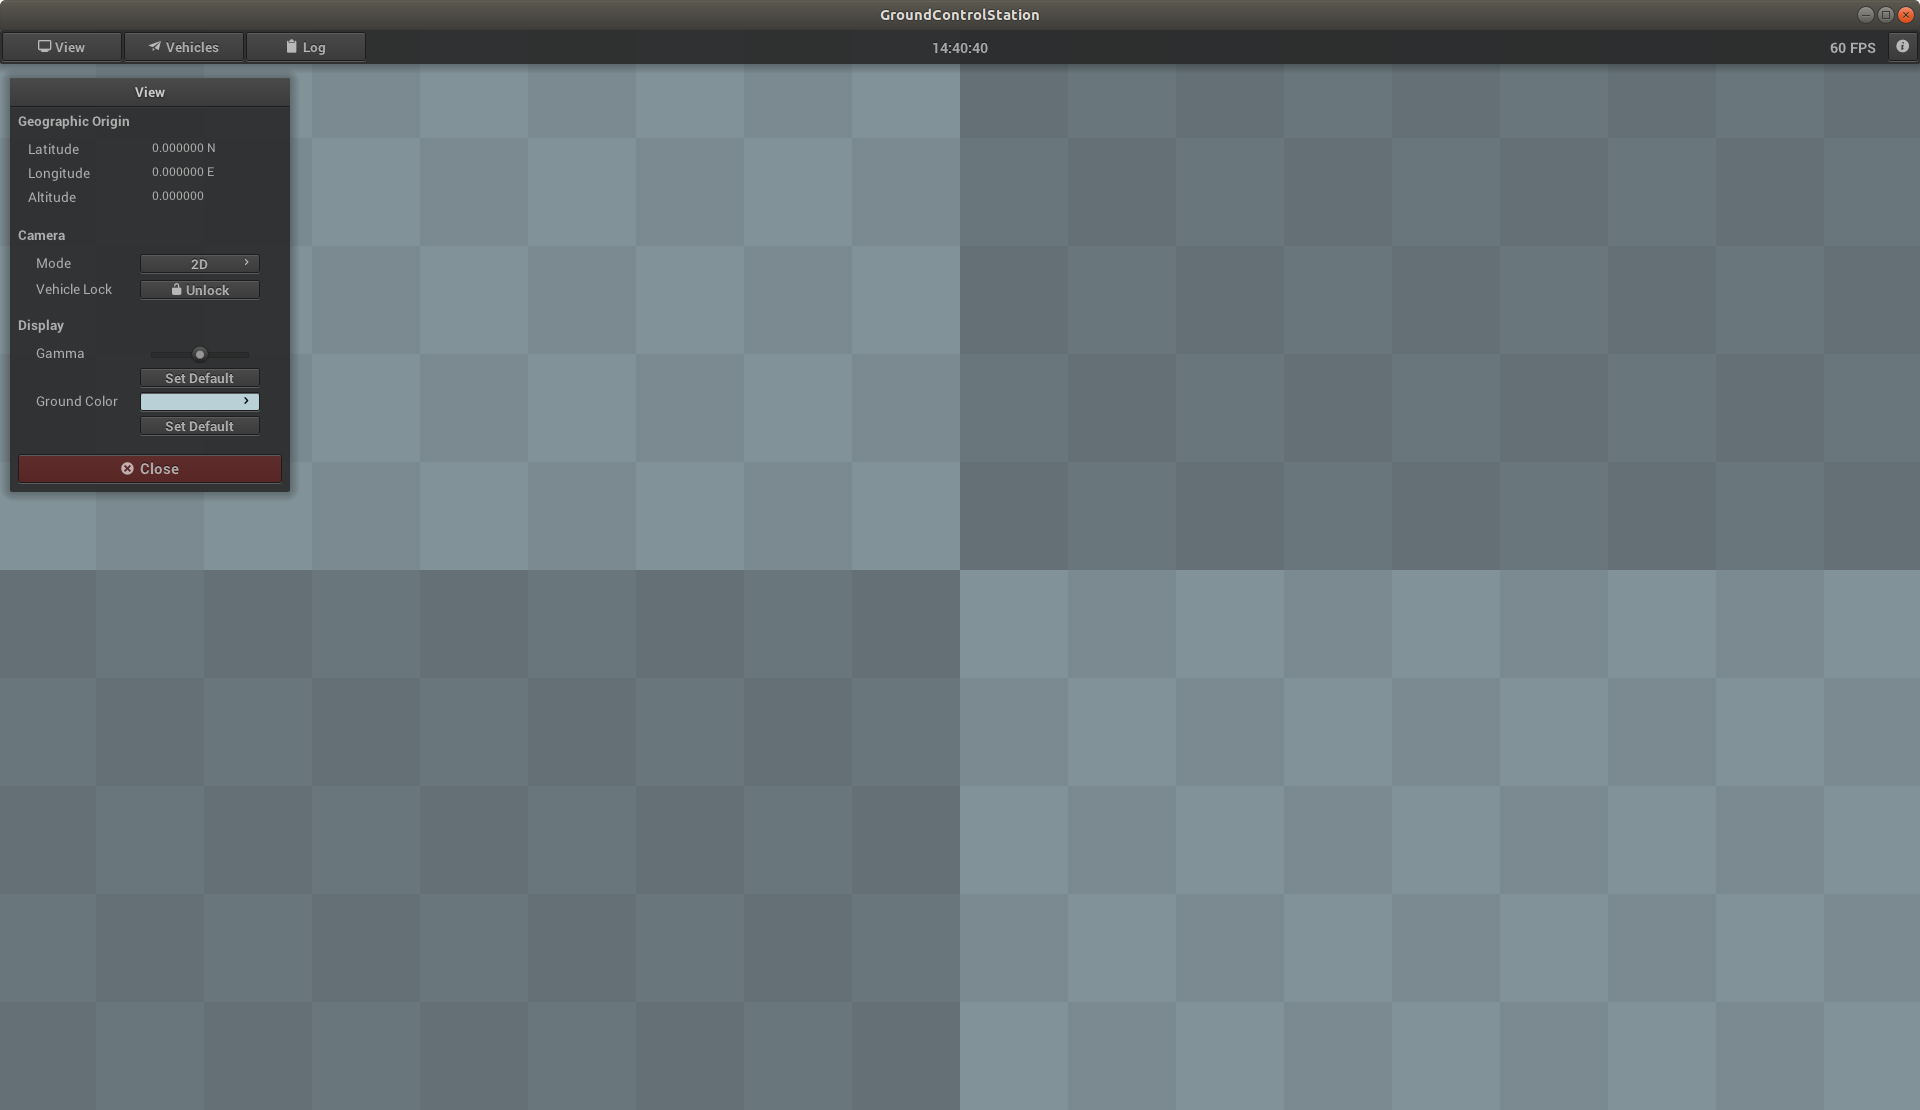 GroundControlStation
View Vehicles Log 14:40:40 60 FPS
View
Geographic Origin
Latitude 0.000000 N
Longitude 0.000000 E
Altitude 0.000000
Camera
Mode 2D
Vehicle Lock Unlock
Display
Gamma
Set Default
Ground Color
Set Default
Close